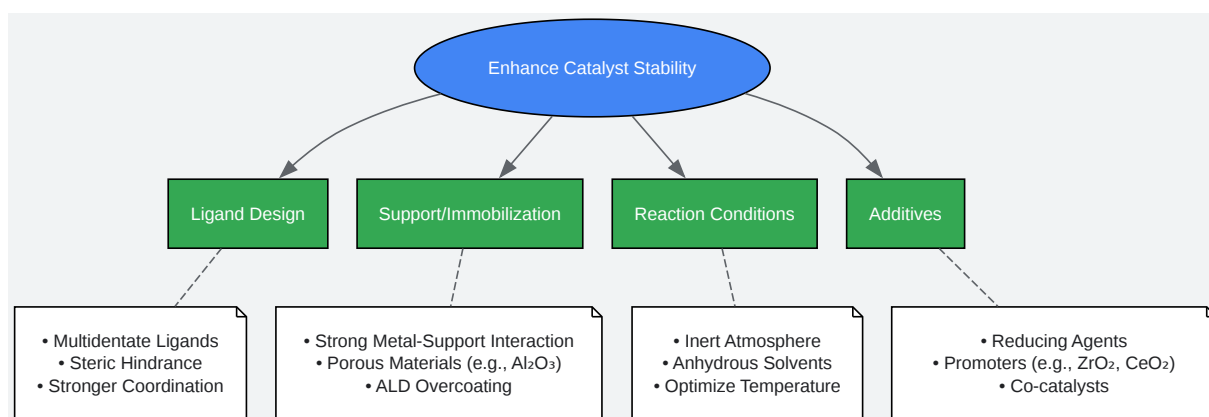 Enhance Catalyst Stability
Ligand Design
Support/Immobilization
Reaction Conditions
Additives
• Multidentate Ligands
• Steric Hindrance
• Stronger Coordination
• Strong Metal-Support Interaction
• Porous Materials (e.g., Al₂O₃)
• ALD Overcoating
• Inert Atmosphere
• Anhydrous Solvents
• Optimize Temperature
• Reducing Agents
• Promoters (e.g., ZrO₂, CeO₂)
• Co-catalysts